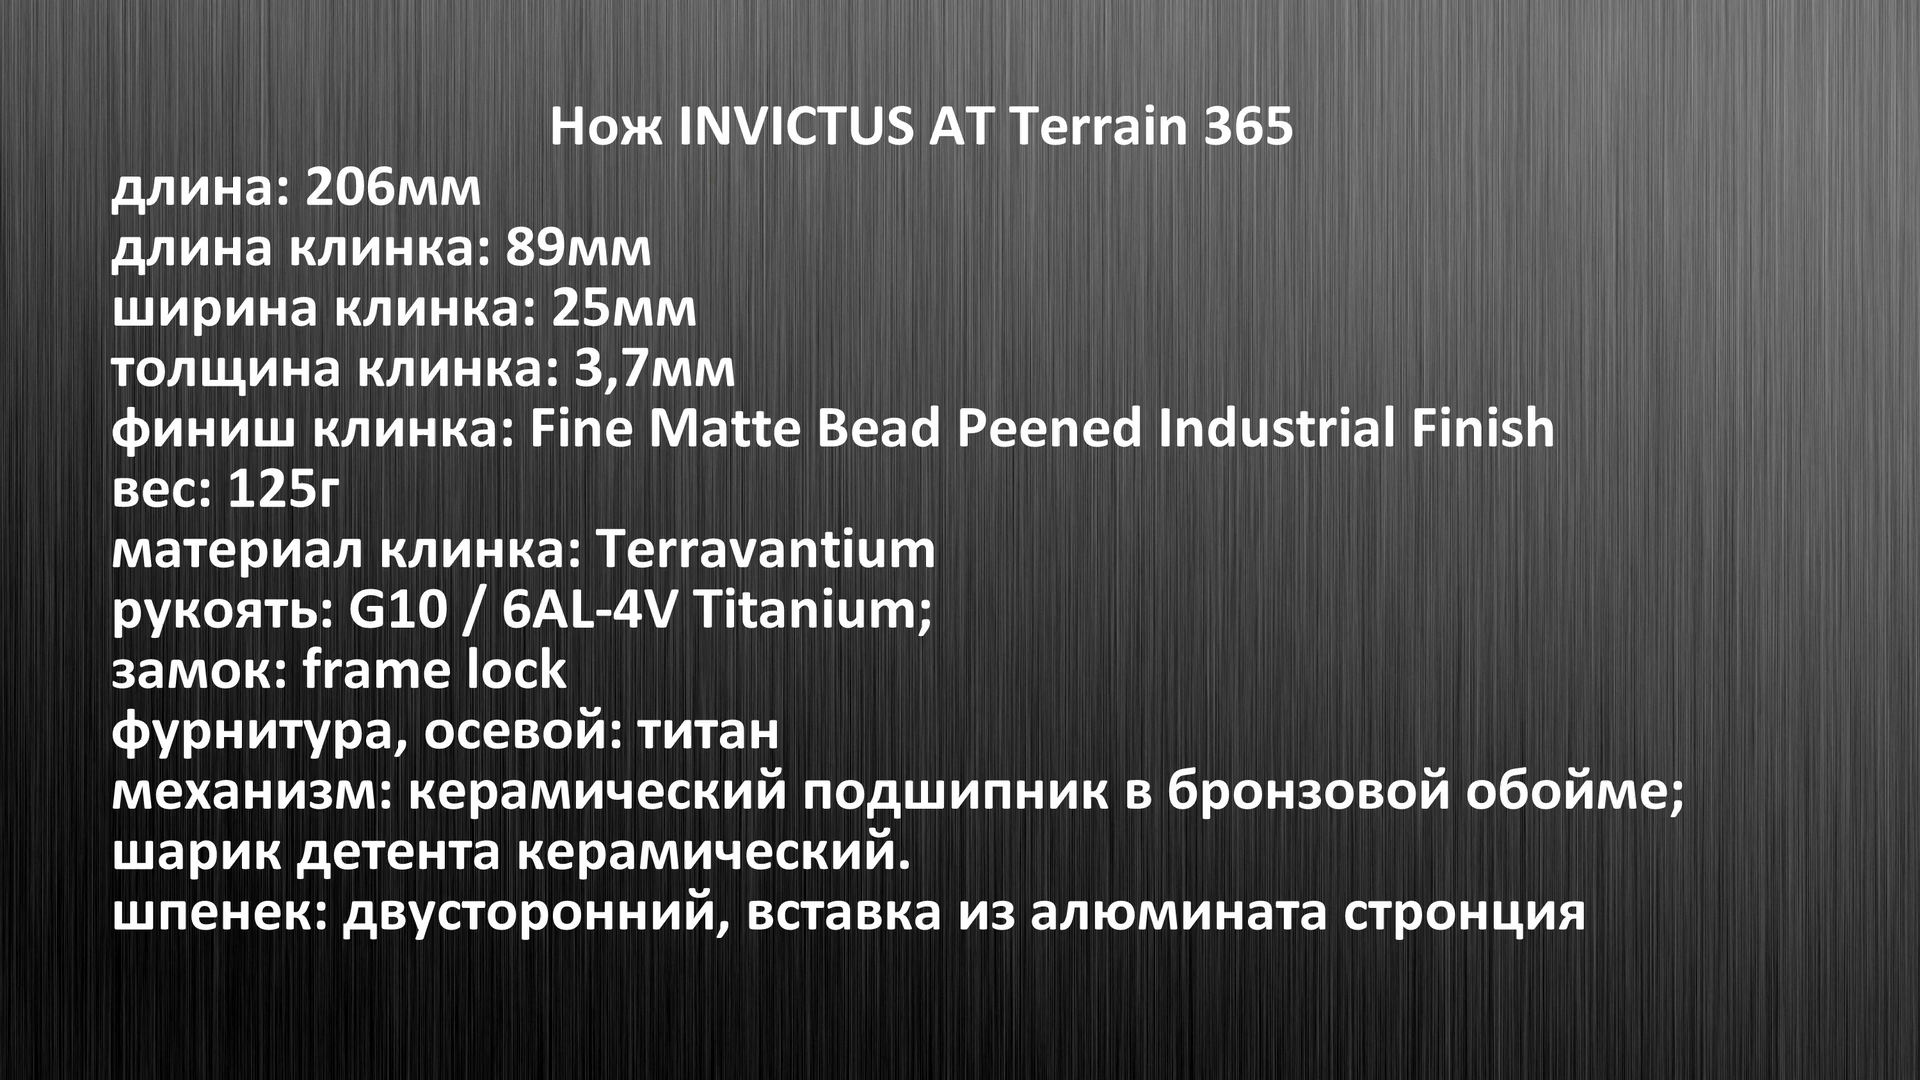 Нож INVICTUS AT Terrain 365
длина: 206мм
длина клинка: 89мм
ширина клинка: 25мм
толщина клинка: 3,7мм
финиш клинка: Fine Matte Bead Peened Industrial Finish
вес: 125г
материал клинка: Terravantium
рукоять: G10 / 6AL-4V Titanium;
замок: frame lock
фурнитура, осевой: титан
механизм: керамический подшипник в бронзовой обойме;
шарик детента керамический.
шпенек: двусторонний, вставка из алюмината стронция